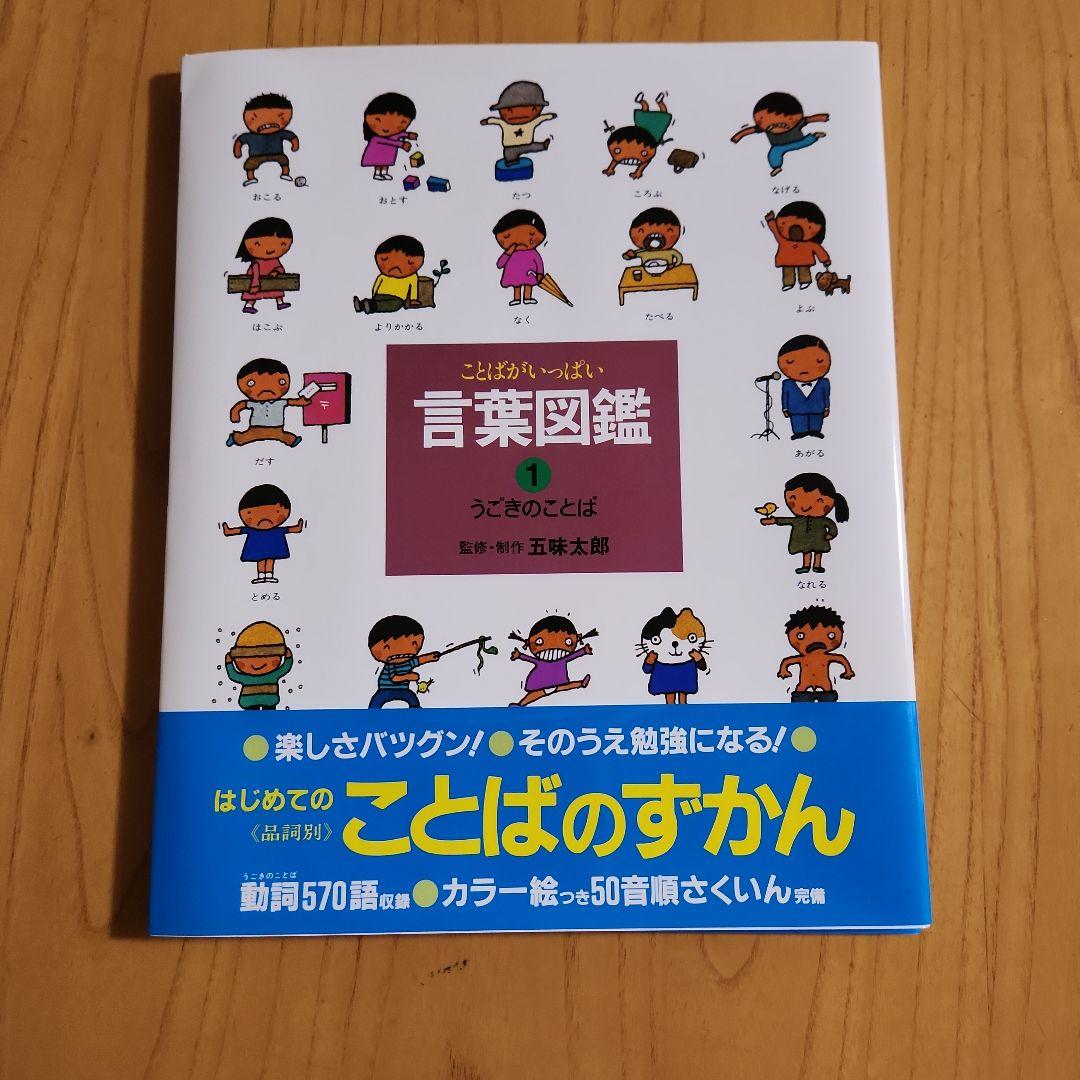 おこる
おとす
たつ
ころぶ
なげる
はこぶ
よりかかる
なく
たべる
よぶ
ことばがいっぱい
言葉図鑑
1
うごきのことば
監修・制作 五味太郎
〒
だす
あがる
とめる
なれる
●楽しさバツグン!●そのうえ勉強になる!●
はじめての
《品詞別》
ことばのずかん
うごきのことば
動詞570語収録●カラー絵つき50音順さくいん完備